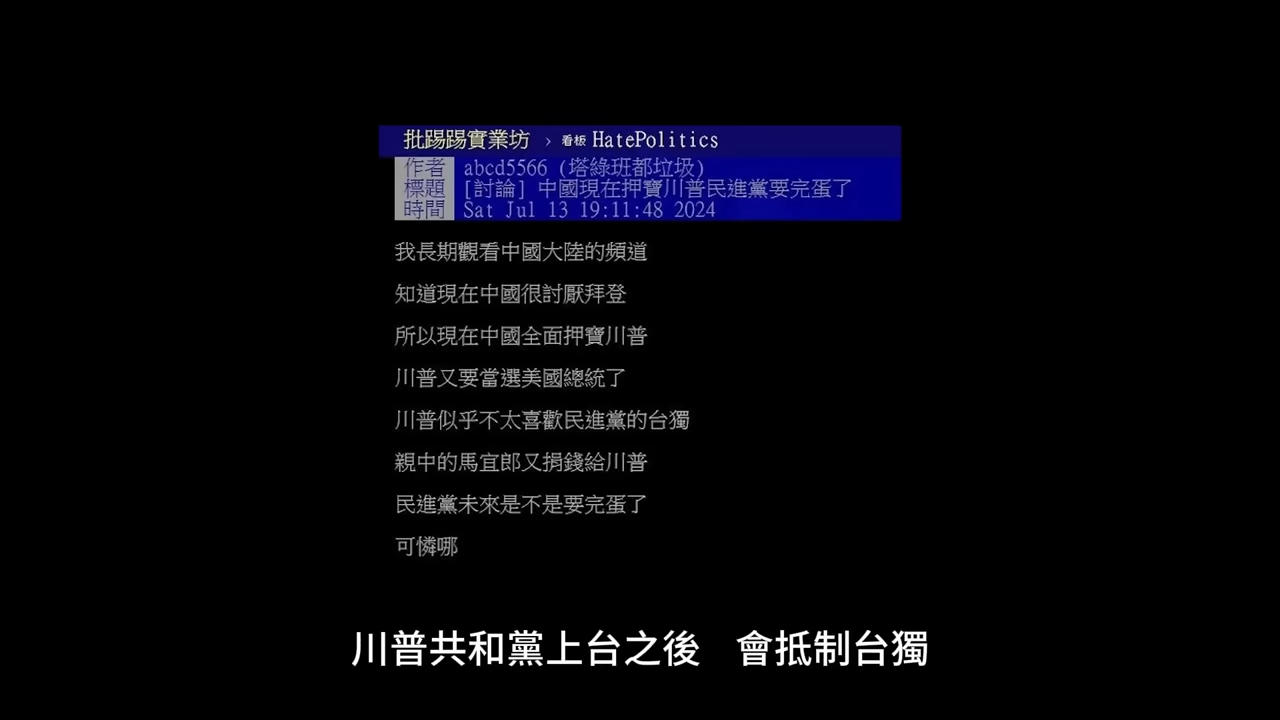 批踢踢實業坊 › 看板 HatePolitics
作者 abcd5566 (塔綠班都垃圾)
標題 [討論] 中國現在押寶川普民進黨要完蛋了
時間 Sat Jul 13 19:11:48 2024
我長期觀看中國大陸的頻道
知道現在中國很討厭拜登
所以現在中國全面押寶川普
川普又要當選美國總統了
川普似乎不太喜歡民進黨的台獨
親中的馬宜郎又捐錢給川普
民進黨未來是不是要完蛋了
可憐哪
川普共和黨上台之後 會抵制台獨